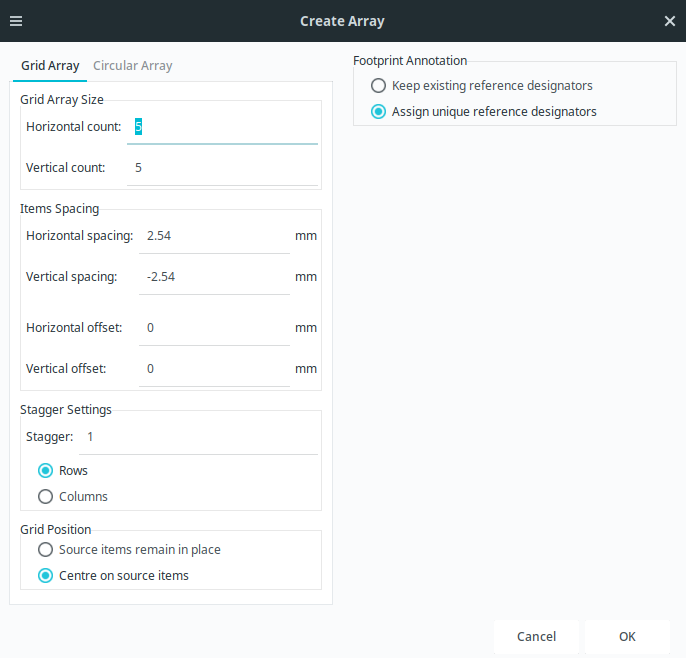 Create Array
Grid Array Circular Array
Grid Array Size
Horizontal count: 5
Vertical count: 5
Items Spacing
Horizontal spacing: 2.54 mm
Vertical spacing: -2.54 mm
Horizontal offset: 0 mm
Vertical offset: 0 mm
Stagger Settings
Stagger: 1
Rows
Columns
Grid Position
Source items remain in place
Centre on source items
Footprint Annotation
Keep existing reference designators
Assign unique reference designators
Cancel OK